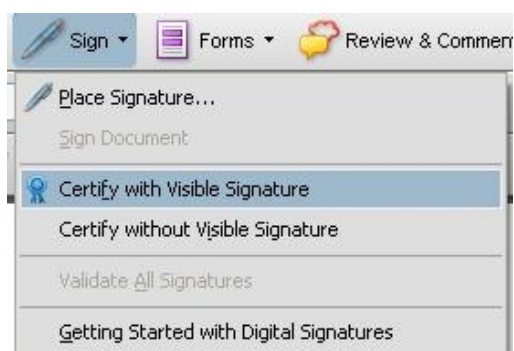 Sign Forms Review & Commen
Place Signature...
Sign Document
Certify with Visible Signature
Certify without Visible Signature
Validate All Signatures
Getting Started with Digital Signatures